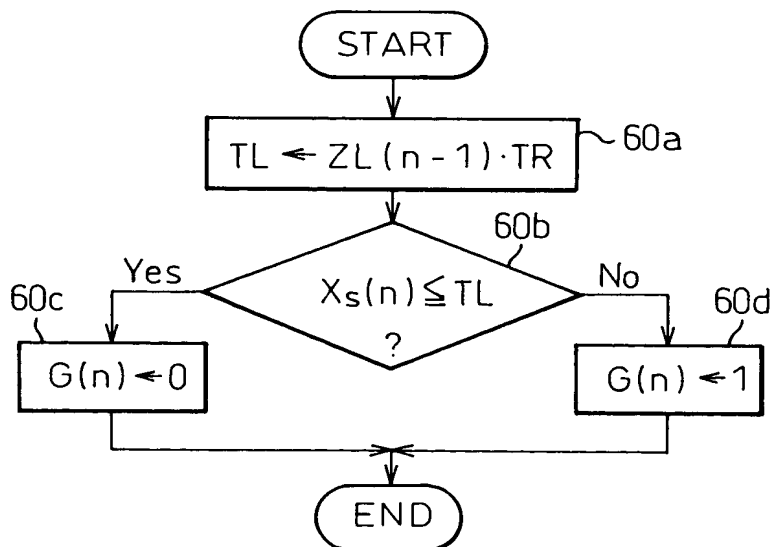 START
TL ← ZL(n-1)·TR
60a
60b
Yes
Xs(n)≦TL
?
No
60c
60d
G(n)←0
G(n)←1
END